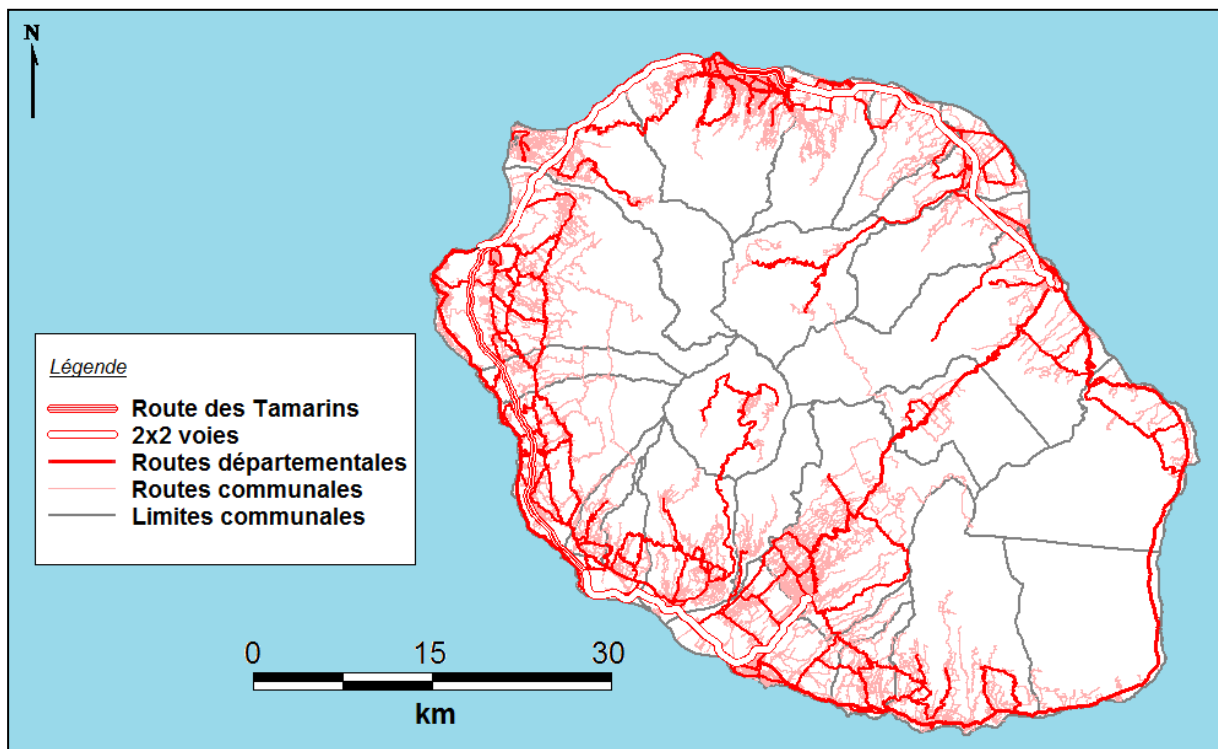 N
Légende
Route des Tamarins
2x2 voies
Routes départementales
Routes communales
Limites communales
0 15 30
km